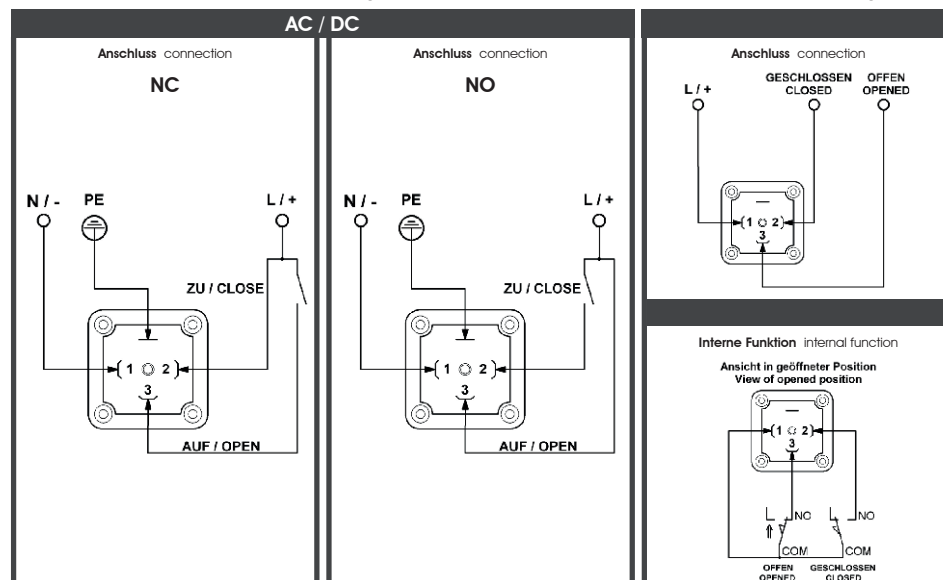 AC / DC
Anschluss connection
NC
N / -
PE
L / +
ZU / CLOSE
1 2
3
AUF / OPEN
Anschluss connection
NO
N / -
PE
L / +
ZU / CLOSE
1 2
3
AUF / OPEN
Anschluss connection
L / +
GESCHLOSSEN
CLOSED
OFFEN
OPENED
1 2
3
Interne Funktion internal function
Ansicht in geöffneter Position
View of opened position
1 2
3
NO
NO
COM
COM
OFFEN
OPENED
GESCHLOSSEN
CLOSED